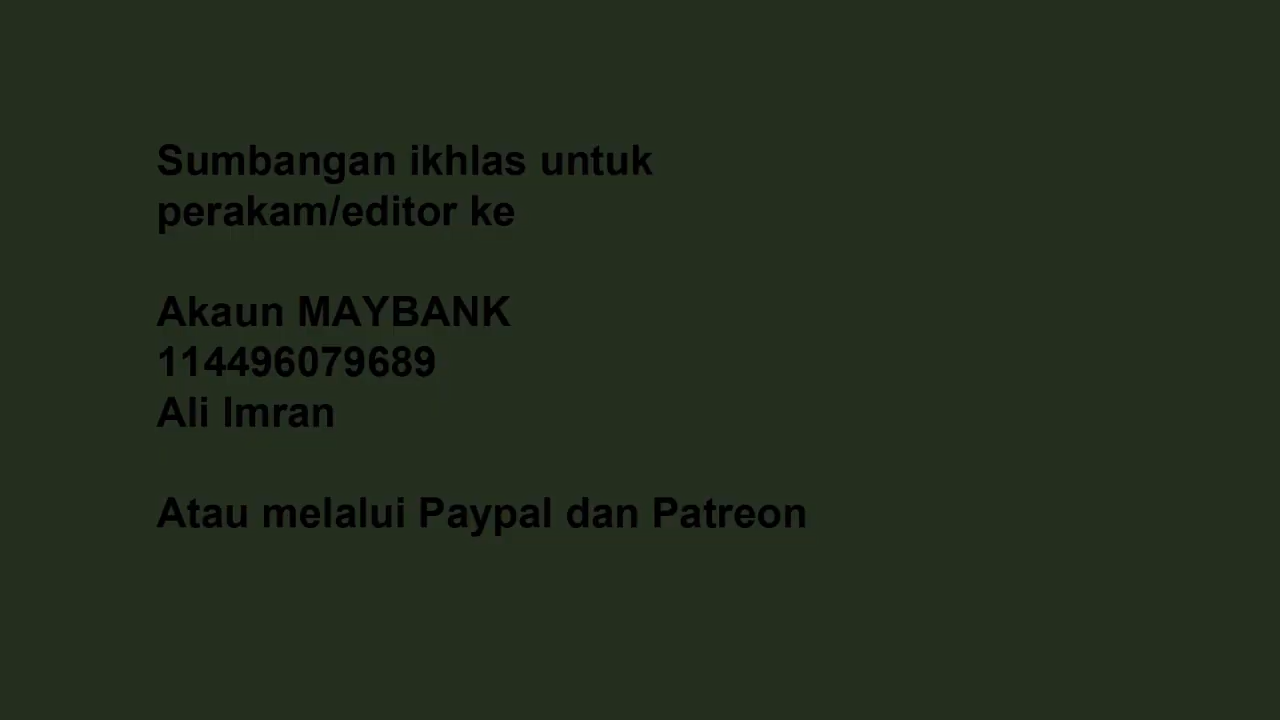 Sumbangan ikhlas untuk
perakam/editor ke
Akaun MAYBANK
114496079689
Ali Imran
Atau melalui Paypal dan Patreon